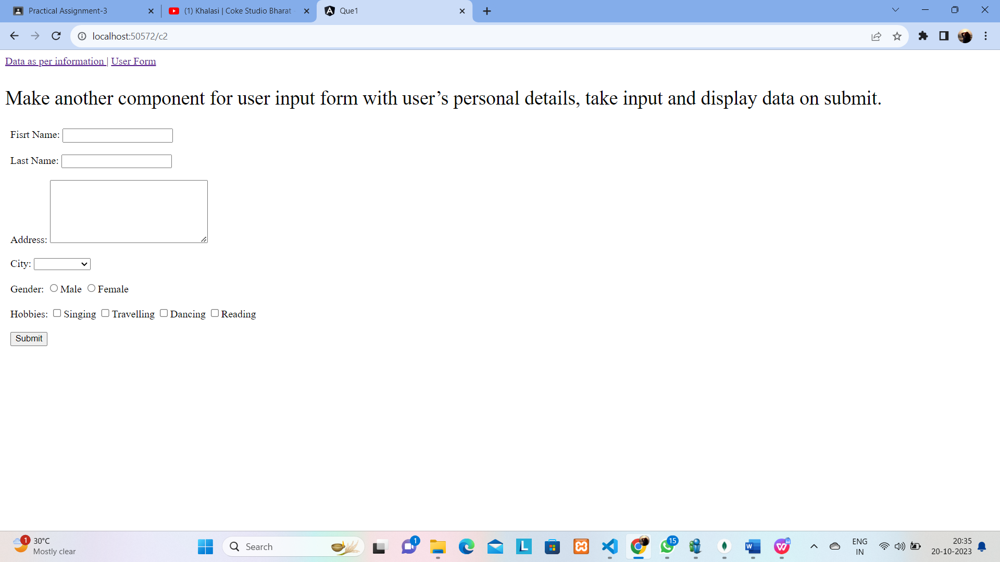 Practical Assignment-3
(1) Khalasi | Coke Studio Bharat
Que1
localhost:50572/c2
Data as per information | User Form
Make another component for user input form with user’s personal details, take input and display data on submit.
Fisrt Name:
Last Name:
Address:
City:
Gender: Male Female
Hobbies: Singing Travelling Dancing Reading
Submit
1
30°C
Mostly clear
Search
1
L
W
15
ENG
IN
20:35
20-10-2023